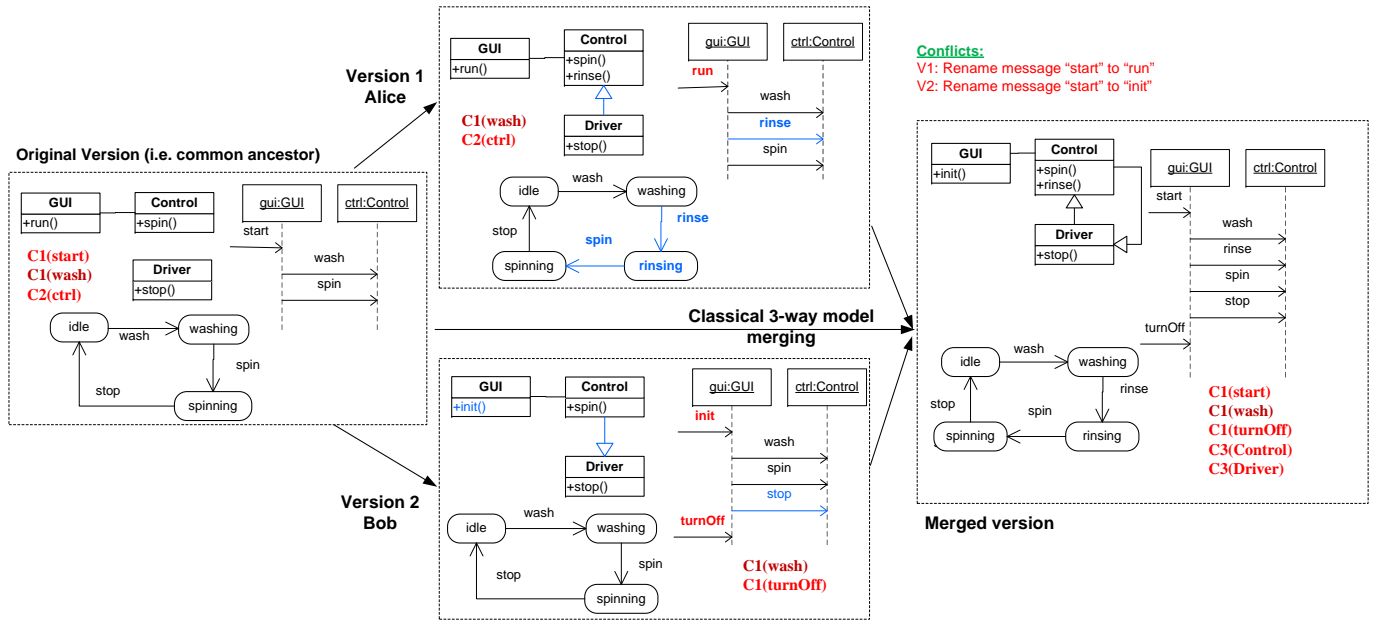 Version 1
Alice
GUI
+run()
Control
+spin()
+rinse()
Driver
+stop()
C1(wash)
C2(ctrl)
gui:GUI
ctrl:Control
run
wash
rinse
spin
idle
wash
washing
rinse
rinsing
spin
spinning
stop
Original Version (i.e. common ancestor)
GUI
+run()
Control
+spin()
Driver
+stop()
C1(start)
C1(wash)
C2(ctrl)
gui:GUI
ctrl:Control
start
wash
spin
idle
wash
washing
spin
spinning
stop
Classical 3-way model
merging
Version 2
Bob
GUI
+init()
Control
+spin()
Driver
+stop()
gui:GUI
ctrl:Control
init
wash
spin
stop
turnOff
idle
wash
washing
spin
spinning
stop
C1(wash)
C1(turnOff)
Conflicts:
V1: Rename message “start” to “run”
V2: Rename message “start” to “init”
GUI
+init()
Control
+spin()
+rinse()
Driver
+stop()
gui:GUI
ctrl:Control
start
wash
rinse
spin
stop
turnOff
idle
wash
washing
rinse
rinsing
spin
spinning
stop
C1(start)
C1(wash)
C1(turnOff)
C3(Control)
C3(Driver)
Merged version